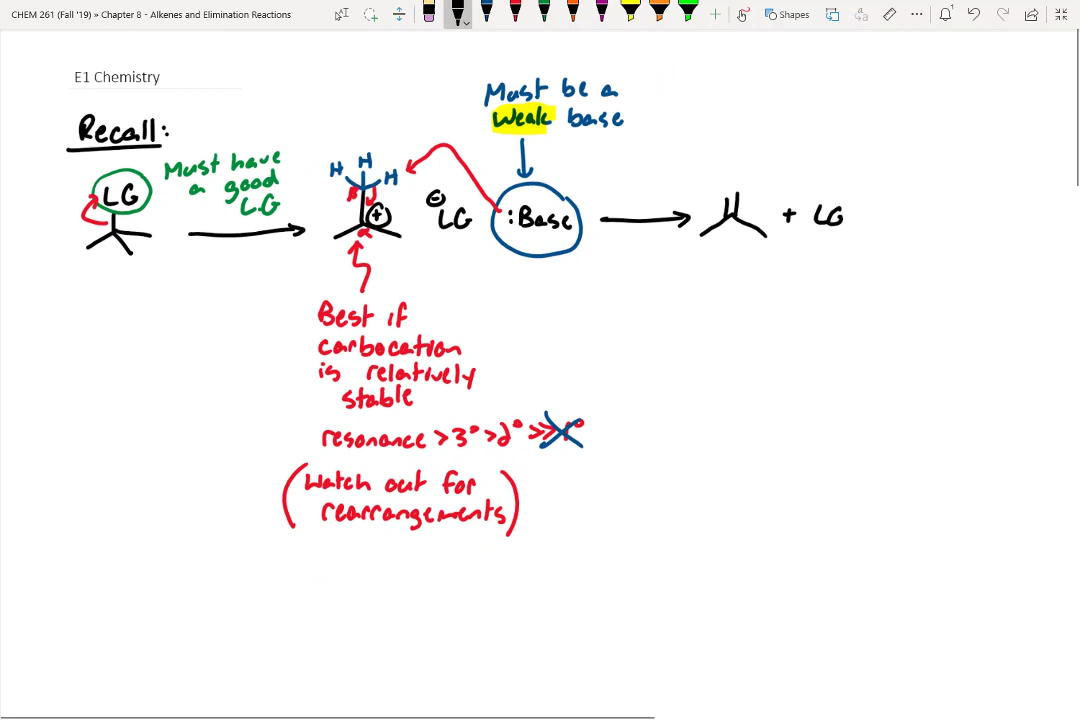 CHEM 261 (Fall '19) > Chapter 8 - Alkenes and Elimination Reactions
Shapes
E1 Chemistry
Recall:
Must be a
weak base
Must have
a good
LG
LG
H H H
+
α
⊖
LG
:Base
+ LG
Best if
carbocation
is relatively
stable
resonance > 3° > 2° >>> 1°
(Watch out for
rearrangements)